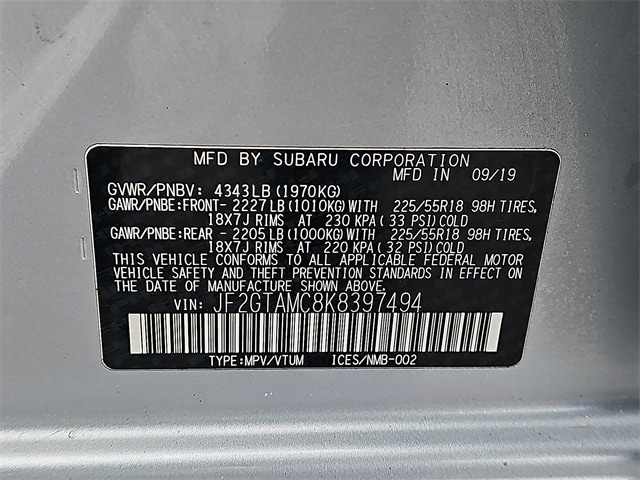 MFD BY SUBARU CORPORATION
MFD IN 09/19
GVWR/PNBV: 4343LB(1970KG)
GAWR/PNBE:FRONT- 2227LB(1010KG)WITH 225/55R18 98H TIRES,
18X7J RIMS AT 230 KPA(33 PSI)COLD
GAWR/PNBE:REAR - 2205LB(1000KG)WITH 225/55R18 98H TIRES,
18X7J RIMS AT 220 KPA(32 PSI)COLD
THIS VEHICLE CONFORMS TO ALL APPLICABLE FEDERAL MOTOR
VEHICLE SAFETY AND THEFT PREVENTION STANDARDS IN EFFECT ON
THE DATE OF MANUFACTURE SHOWN ABOVE.
VIN: JF2GTAMC8K8397494
TYPE:MPV/VTUM ICES/NMB-002